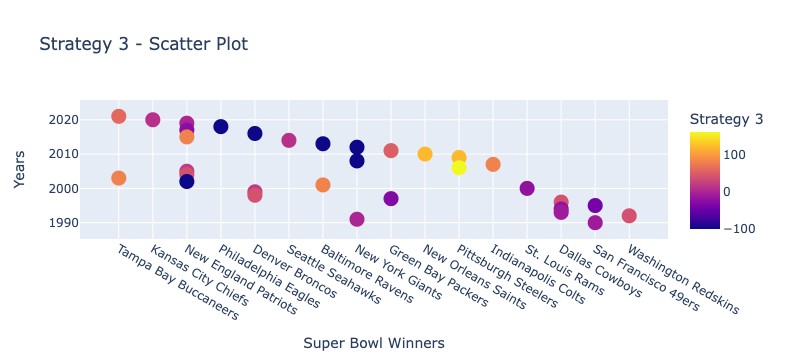 Strategy 3 - Scatter Plot
Strategy 3
2020
2010
2000
1990
Years
100
0
−100
Tampa Bay Buccaneers
Kansas City Chiefs
New England Patriots
Philadelphia Eagles
Denver Broncos
Seattle Seahawks
Baltimore Ravens
New York Giants
Green Bay Packers
New Orleans Saints
Pittsburgh Steelers
Indianapolis Colts
St. Louis Rams
Dallas Cowboys
San Francisco 49ers
Washington Redskins
Super Bowl Winners